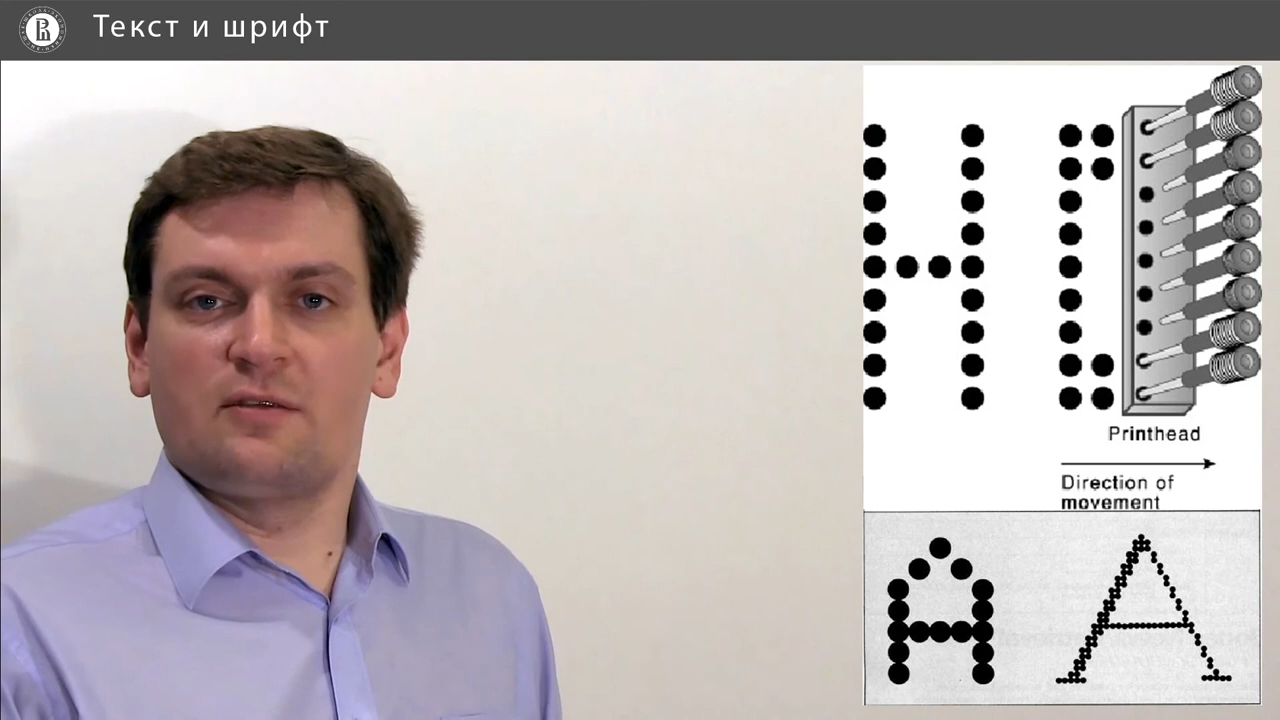 Текст и шрифт
Printhead
Direction of
movement
A A